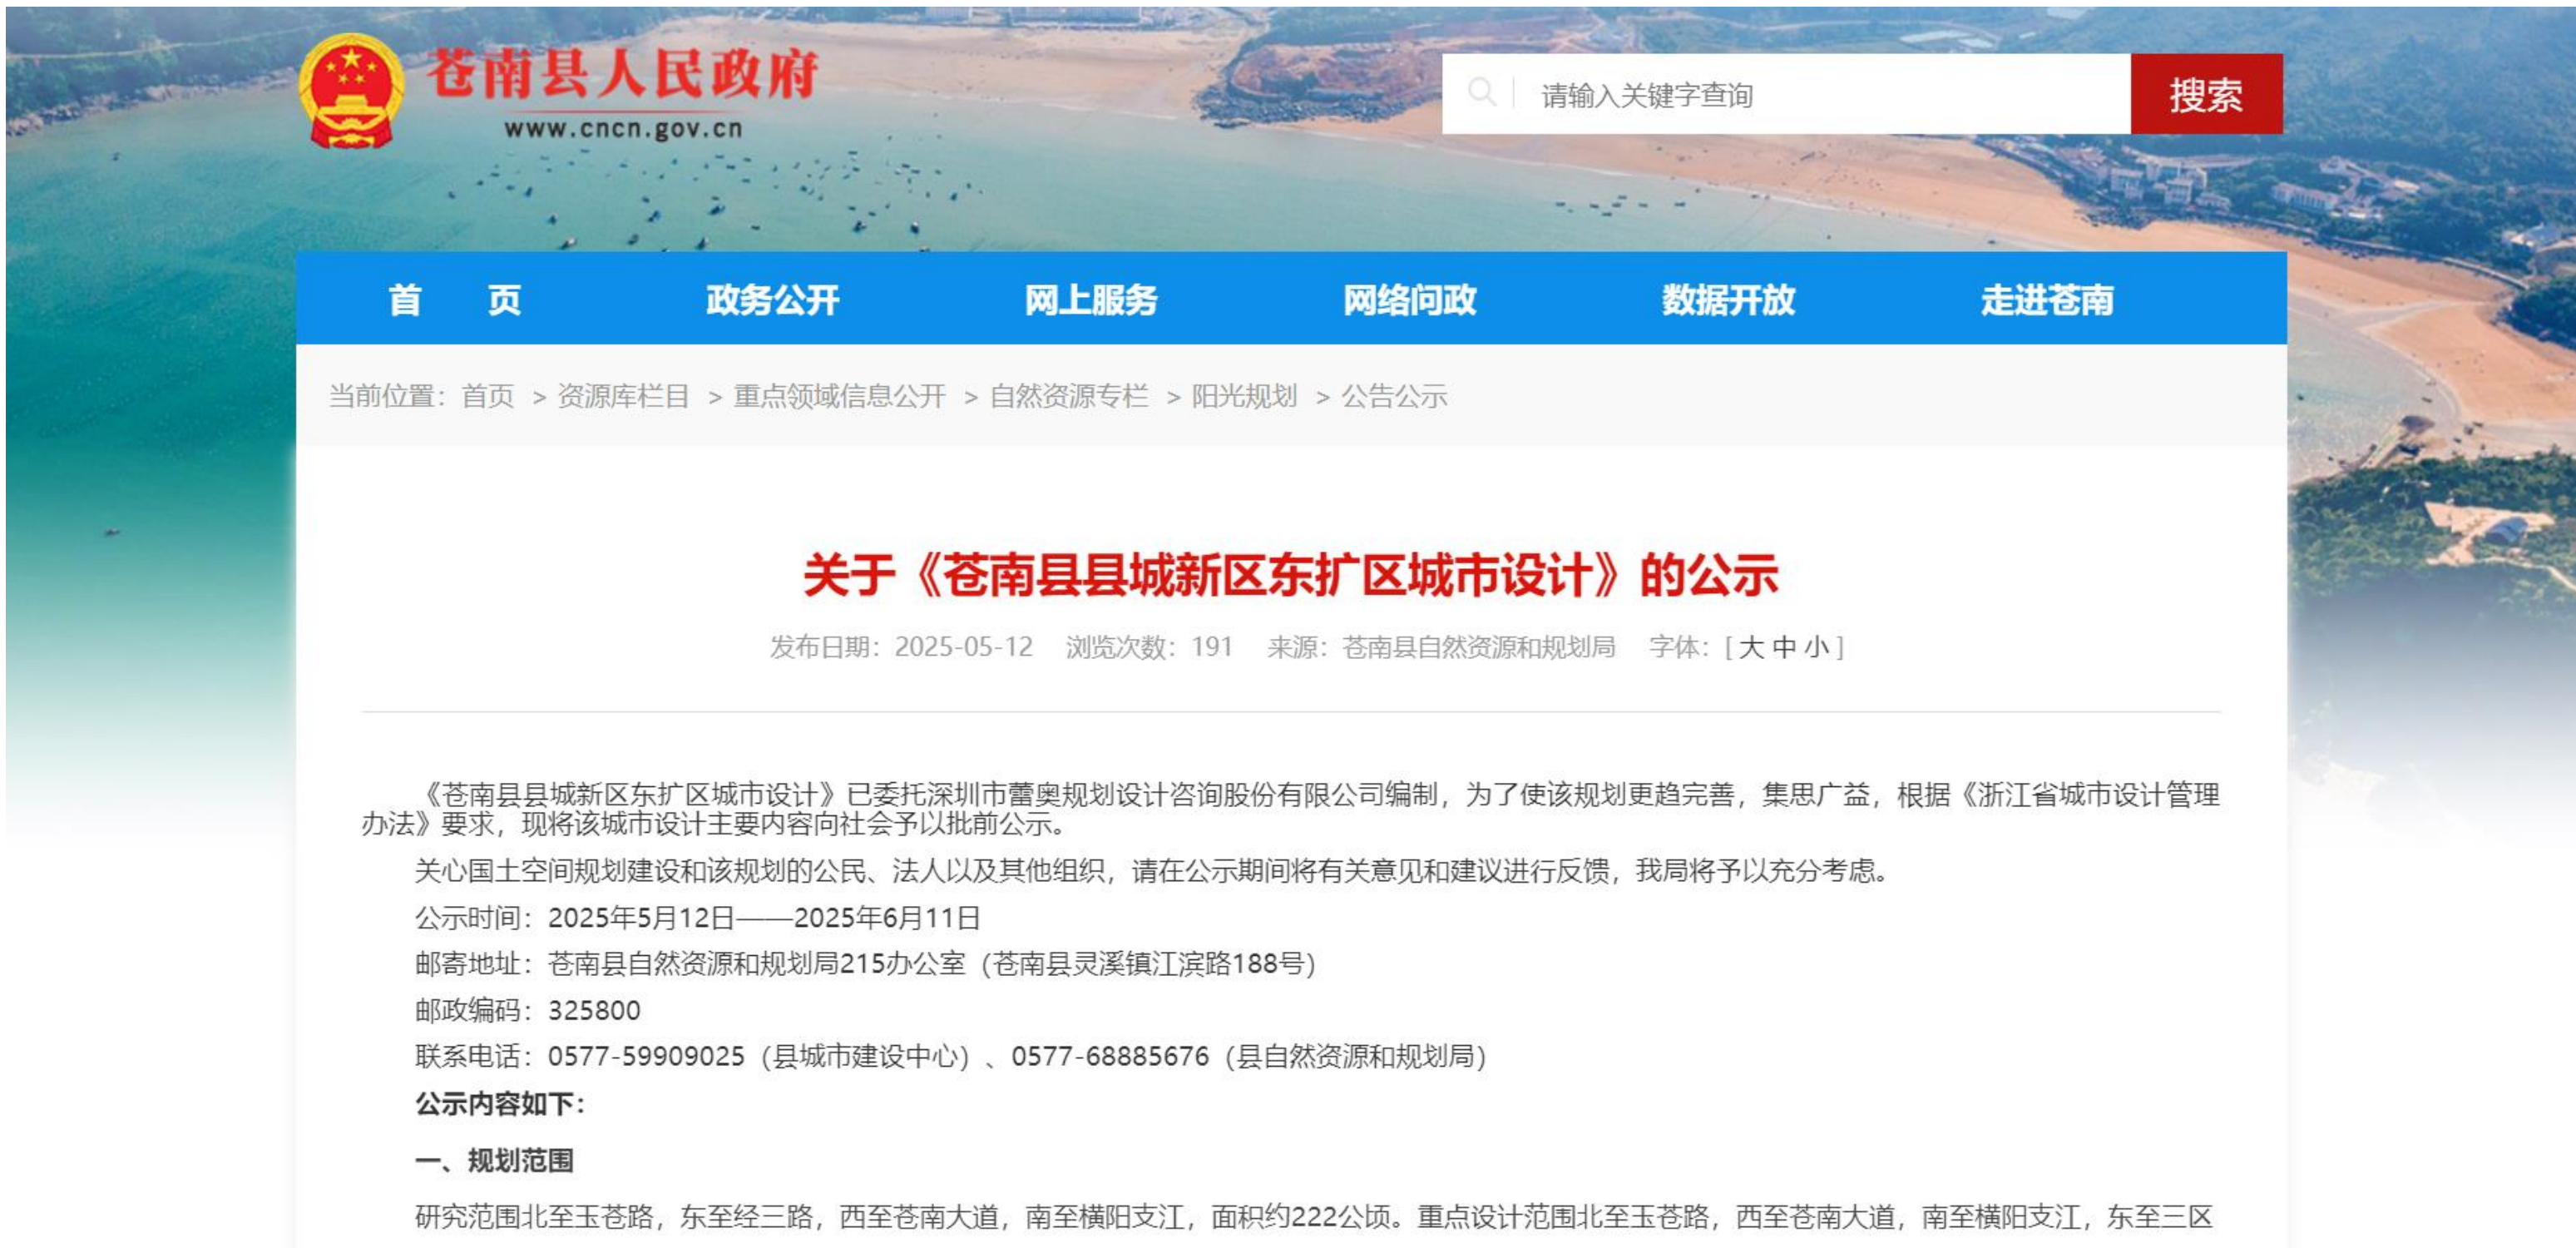 苍南县人民政府
www.cncn.gov.cn
请输入关键字查询
搜索
首 页 政务公开 网上服务 网络问政 数据开放 走进苍南
当前位置：首页 > 资源库栏目 > 重点领域信息公开 > 自然资源专栏 > 阳光规划 > 公告公示
关于《苍南县县城新区东扩区城市设计》的公示
发布日期：2025-05-12 浏览次数：191 来源：苍南县自然资源和规划局 字体：[ 大 中 小 ]
《苍南县县城新区东扩区城市设计》已委托深圳市蕾奥规划设计咨询股份有限公司编制，为了使该规划更趋完善，集思广益，根据《浙江省城市设计管理
办法》要求，现将该城市设计主要内容向社会予以批前公示。
关心国土空间规划建设和该规划的公民、法人以及其他组织，请在公示期间将有关意见和建议进行反馈，我局将予以充分考虑。
公示时间：2025年5月12日——2025年6月11日
邮寄地址：苍南县自然资源和规划局215办公室（苍南县灵溪镇江滨路188号）
邮政编码：325800
联系电话：0577-59909025（县城市建设中心）、0577-68885676（县自然资源和规划局）
公示内容如下：
一、规划范围
研究范围北至玉苍路，东至经三路，西至苍南大道，南至横阳支江，面积约222公顷。重点设计范围北至玉苍路，西至苍南大道，南至横阳支江，东至三区